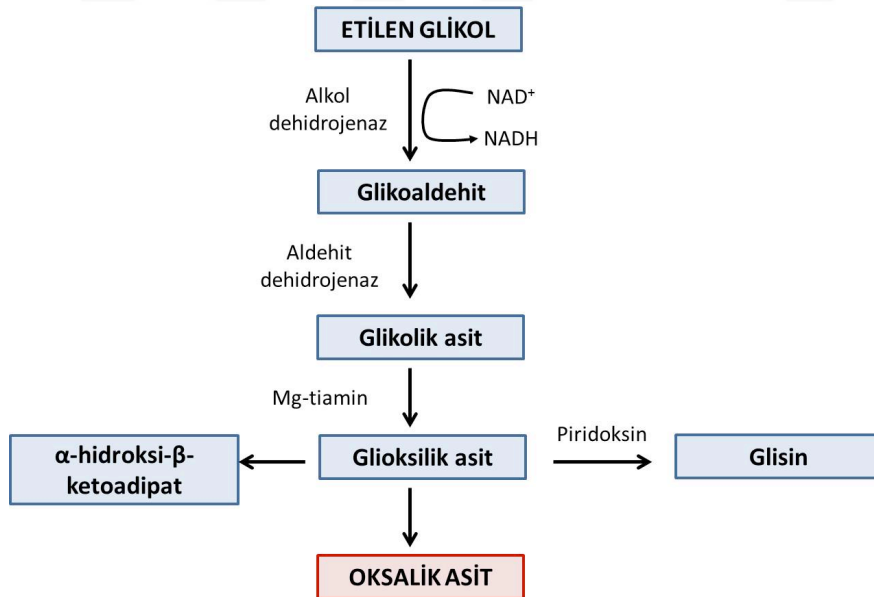 ETİLEN GLİKOL
Alkol
dehidrojenaz
NAD⁺
NADH
Glikoaldehit
Aldehit
dehidrojenaz
Glikolik asit
Mg-tiamin
α-hidroksi-β-
ketoadipat
Glioksilik asit
Piridoksin
Glisin
OKSALİK ASİT